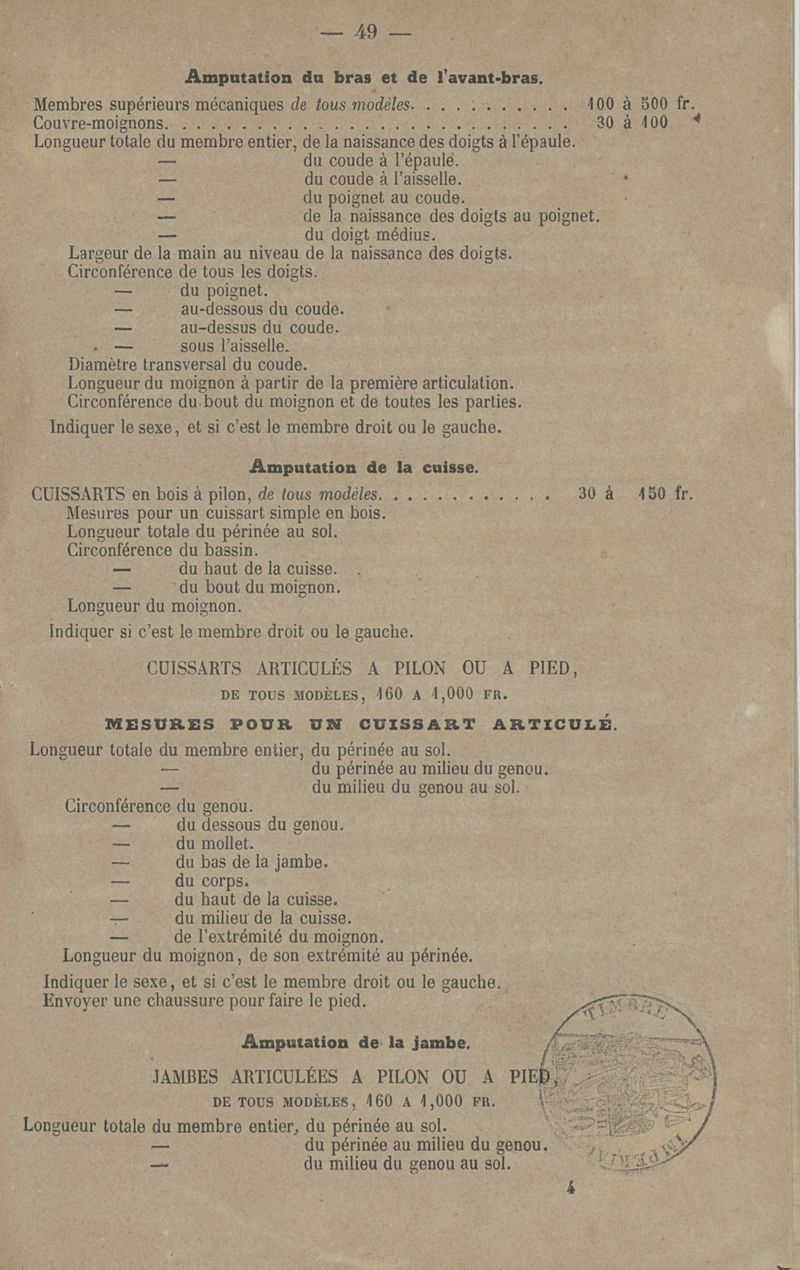 — 49 —
Amputation du bras et de l'avant-bras.
Membres supérieurs mécaniques de tous modèles. . . . . . . . . . . 100 à 500 fr.
Couvre-moignons. . . . . . . . . . . . . . . . . . . . . . . . . . . . 30 à 100
Longueur totale du membre entier, de la naissance des doigts à l'épaule.
— du coude à l'épaule.
— du coude à l'aisselle.
— du poignet au coude.
— de la naissance des doigts au poignet.
— du doigt médius.
Largeur de la main au niveau de la naissance des doigts.
Circonférence de tous les doigts.
— du poignet.
— au-dessous du coude.
— au-dessus du coude.
— sous l'aisselle.
Diamètre transversal du coude.
Longueur du moignon à partir de la première articulation.
Circonférence du bout du moignon et de toutes les parties.
Indiquer le sexe, et si c'est le membre droit ou le gauche.
Amputation de la cuisse.
CUISSARTS en bois à pilon, de tous modèles. . . . . . . . . . . . . 30 à 150 fr.
Mesures pour un cuissart simple en bois.
Longueur totale du périnée au sol.
Circonférence du bassin.
— du haut de la cuisse.
— du bout du moignon.
Longueur du moignon.
Indiquer si c'est le membre droit ou le gauche.
CUISSARTS ARTICULÉS A PILON OU A PIED,
DE TOUS MODÈLES, 160 A 1,000 FR.
MESURES POUR UN CUISSART ARTICULÉ.
Longueur totale du membre entier, du périnée au sol.
— du périnée au milieu du genou.
— du milieu du genou au sol.
Circonférence du genou.
— du dessous du genou.
— du mollet.
— du bas de la jambe.
— du corps.
— du haut de la cuisse.
— du milieu de la cuisse.
— de l'extrémité du moignon.
Longueur du moignon, de son extrémité au périnée.
Indiquer le sexe, et si c'est le membre droit ou le gauche.
Envoyer une chaussure pour faire le pied.
TIMBRE
Amputation de la jambe.
JAMBES ARTICULÉES A PILON OU A PIED,
DE TOUS MODÈLES, 160 A 1,000 FR.
Longueur totale du membre entier, du périnée au sol.
— du périnée au milieu du genou.
— du milieu du genou au sol.
4